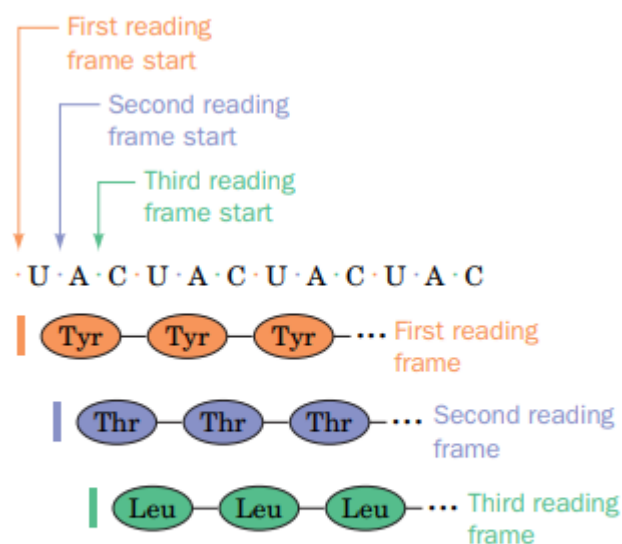 First reading
frame start
Second reading
frame start
Third reading
frame start
· U · A · C · U · A · C · U · A · C · U · A · C
Tyr Tyr Tyr ··· First reading
frame
Thr Thr Thr ··· Second reading
frame
Leu Leu Leu ··· Third reading
frame